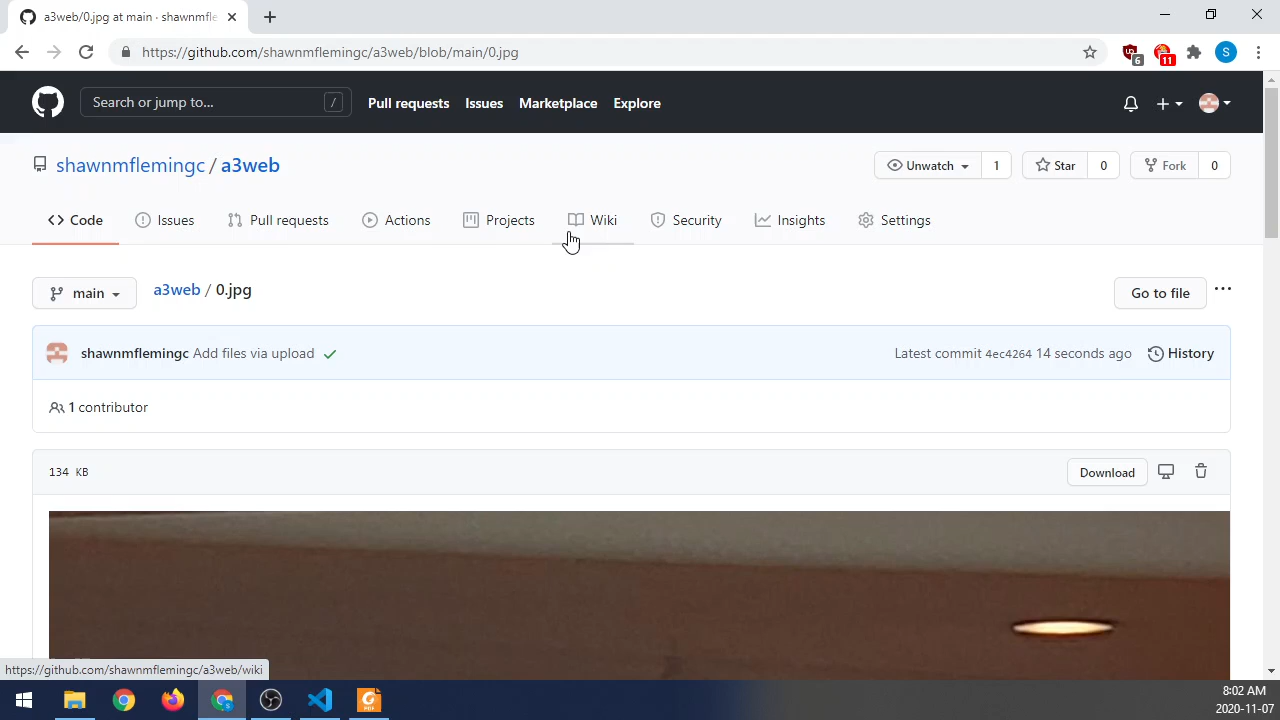 a3web/0.jpg at main · shawnmfle
https://github.com/shawnmflemingc/a3web/blob/main/0.jpg
6
11
S
Search or jump to...
/
Pull requests
Issues
Marketplace
Explore
shawnmflemingc / a3web
Unwatch
1
Star
0
Fork
0
Code
Issues
Pull requests
Actions
Projects
Wiki
Security
Insights
Settings
main
a3web / 0.jpg
Go to file
shawnmflemingc Add files via upload
Latest commit 4ec4264 14 seconds ago
History
1 contributor
134 KB
Download
https://github.com/shawnmflemingc/a3web/wiki
8:02 AM
2020-11-07